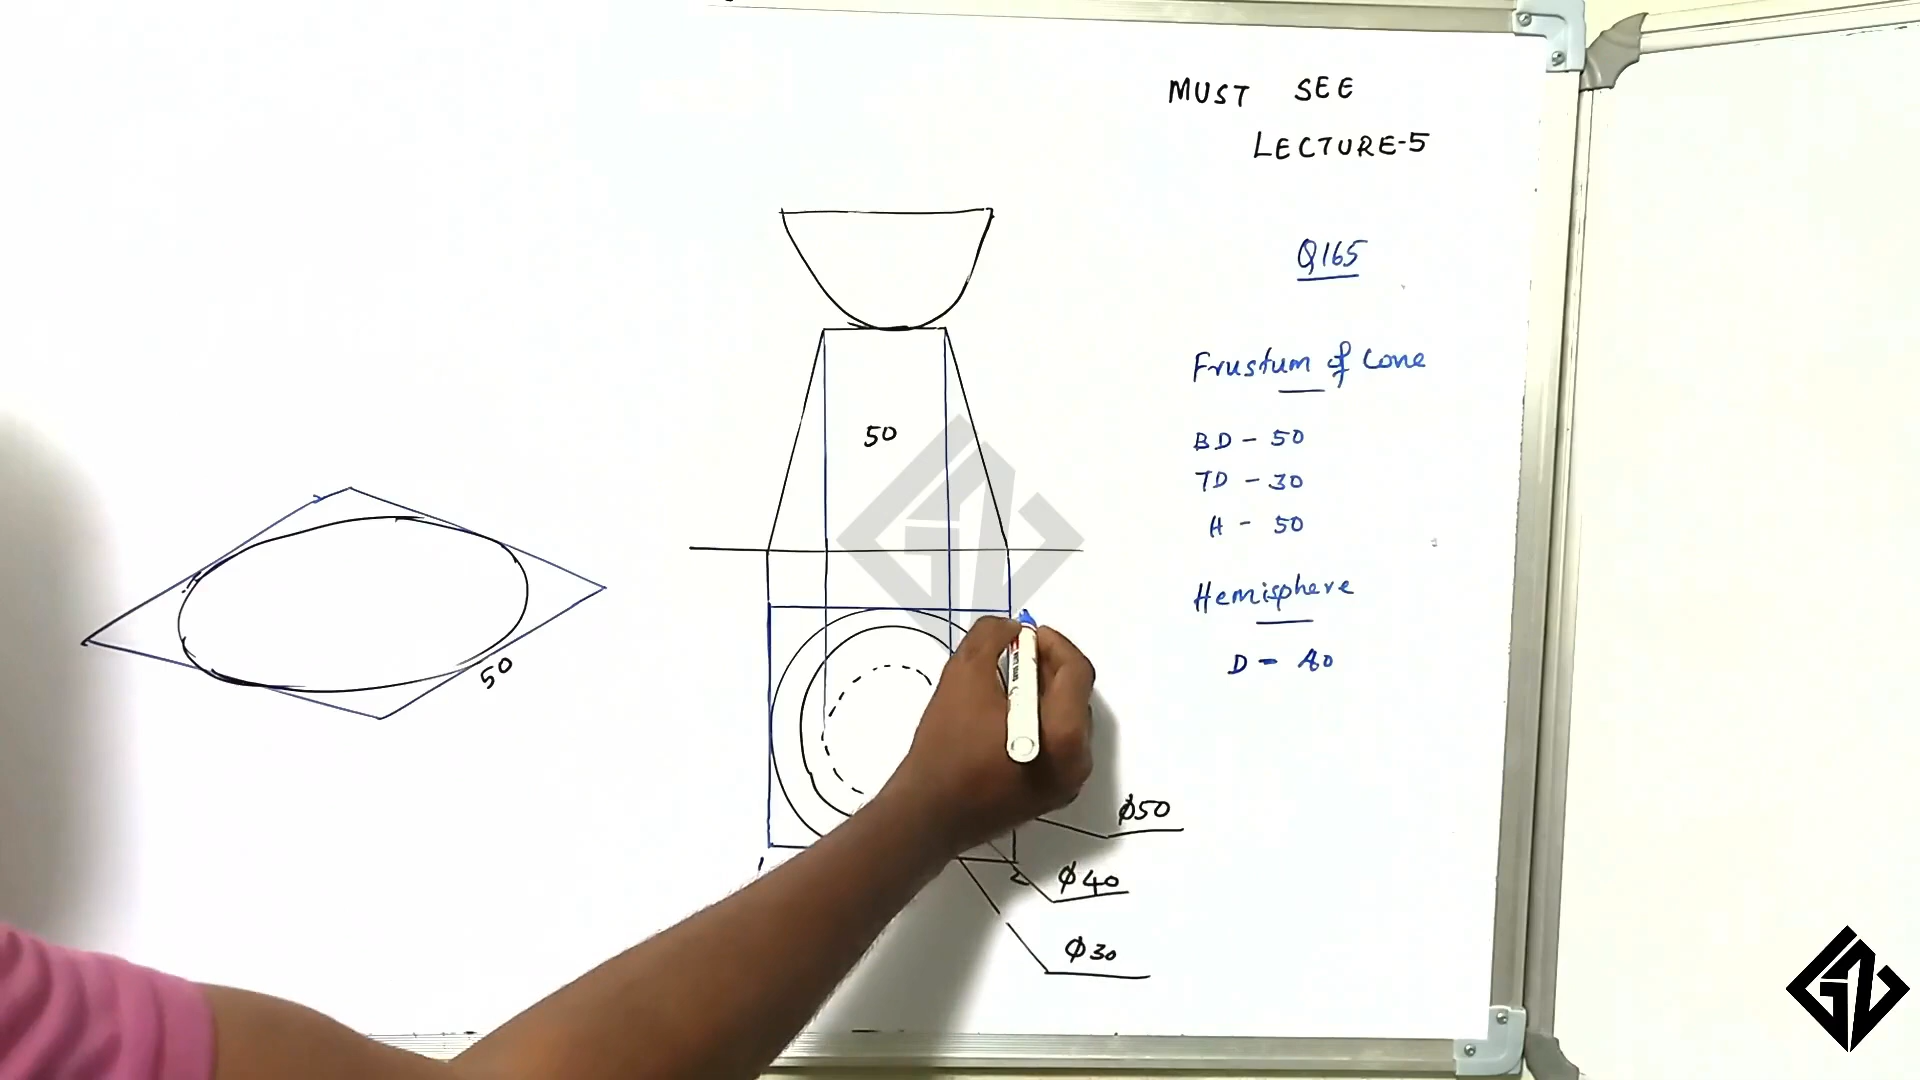 MUST SEE
LECTURE-5
Q165
Frustum of Cone
BD - 50
TD - 30
H - 50
Hemisphere
D - 40
50
50
φ50
φ40
φ30